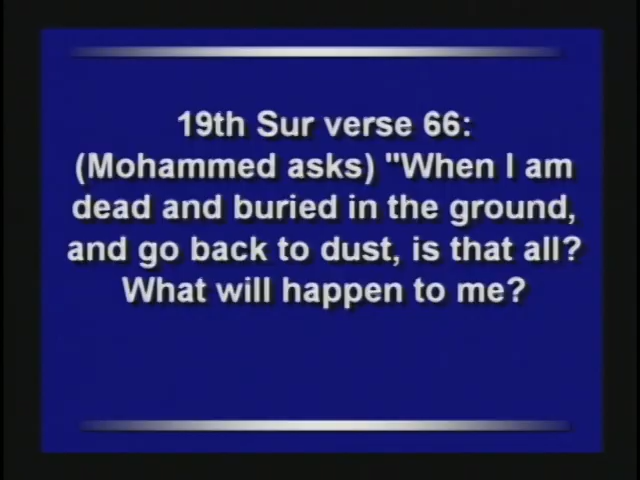 19th Sur verse 66:
(Mohammed asks) "When I am
dead and buried in the ground,
and go back to dust, is that all?
What will happen to me?